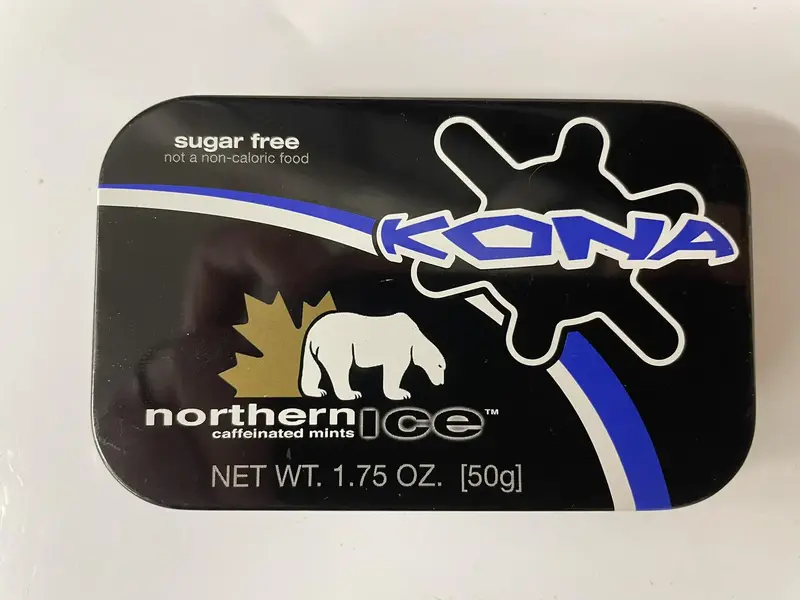 sugar free
not a non-caloric food
KONA
northern ice™
caffeinated mints
NET WT. 1.75 OZ. [50g]